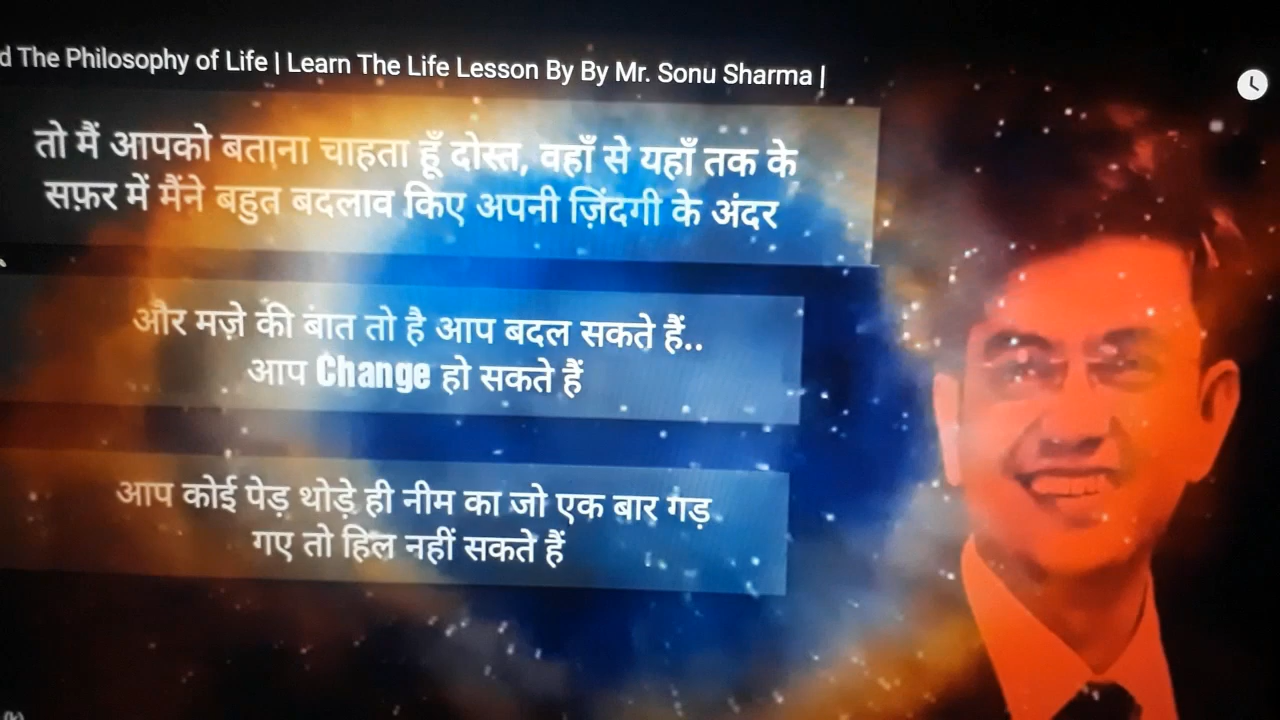 d The Philosophy of Life | Learn The Life Lesson By By Mr. Sonu Sharma |
तो मैं आपको बताना चाहता हूँ दोस्त, वहाँ से यहाँ तक के
सफ़र में मैंने बहुत बदलाव किए अपनी ज़िंदगी के अंदर
और मज़े की बात तो है आप बदल सकते हैं..
आप Change हो सकते हैं
आप कोई पेड़ थोड़े ही नीम का जो एक बार गड़
गए तो हिल नहीं सकते हैं